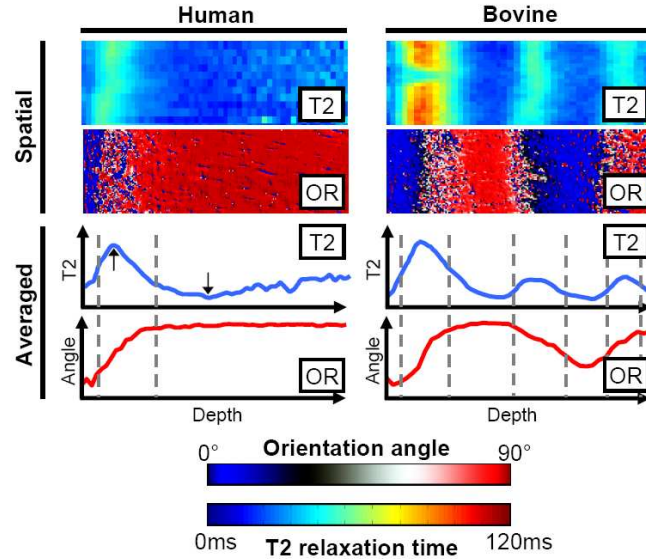 Human
Bovine
Spatial
T2
T2
OR
OR
Averaged
T2
T2
T2
T2
Angle
OR
Angle
OR
Depth
Depth
0°
Orientation angle
90°
0ms
T2 relaxation time
120ms